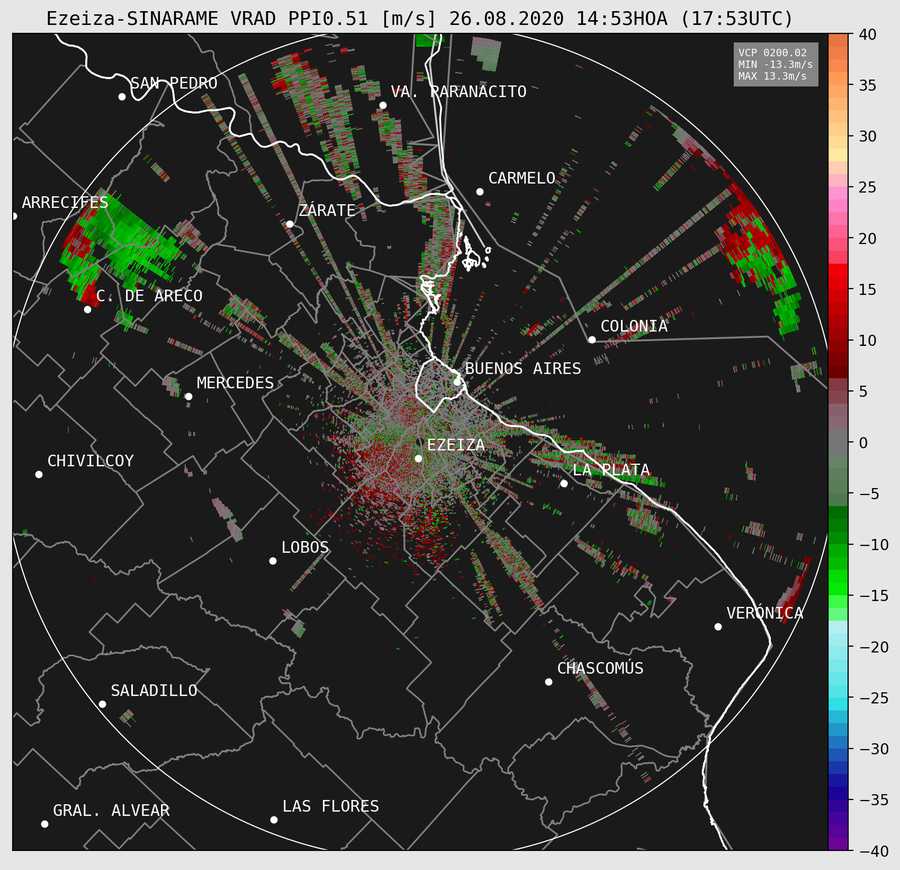 Ezeiza-SINARAME VRAD PPI0.51 [m/s] 26.08.2020 14:53HOA (17:53UTC)
VCP 0200.02
MIN -13.3m/s
MAX 13.3m/s
SAN PEDRO
VA. PARANACITO
CARMELO
ARRECIFES
ZÁRATE
C. DE ARECO
COLONIA
BUENOS AIRES
MERCEDES
EZEIZA
CHIVILCOY
LA PLATA
LOBOS
VERÓNICA
CHASCOMÚS
SALADILLO
LAS FLORES
GRAL. ALVEAR
40
35
30
25
20
15
10
5
0
−5
−10
−15
−20
−25
−30
−35
−40